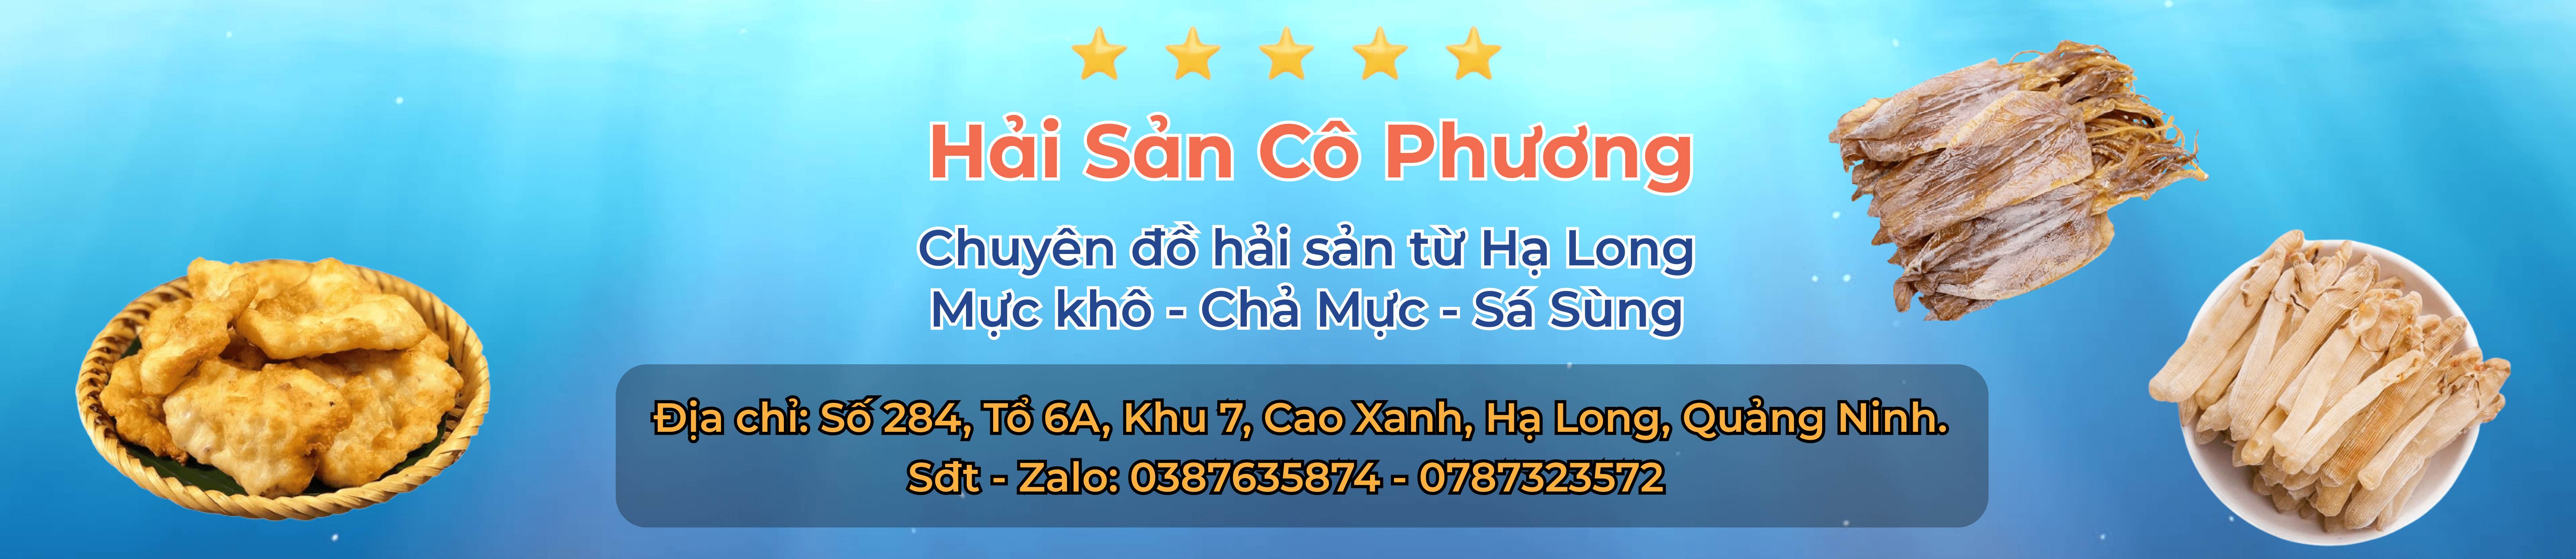 Hải Sản Cô Phương
Chuyên đồ hải sản từ Hạ Long
Mực khô - Chả Mực - Sá Sùng
Địa chỉ: Số 284, Tổ 6A, Khu 7, Cao Xanh, Hạ Long, Quảng Ninh.
Sđt - Zalo: 0387635874 - 0787323572